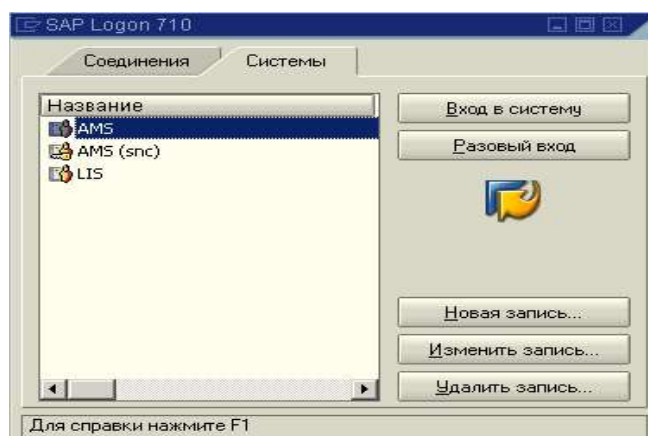 SAP Logon 710
Соединения Системы
Название
AMS
AMS (snc)
LIS
Вход в систему
Разовый вход
Новая запись...
Изменить запись...
Удалить запись...
Для справки нажмите F1